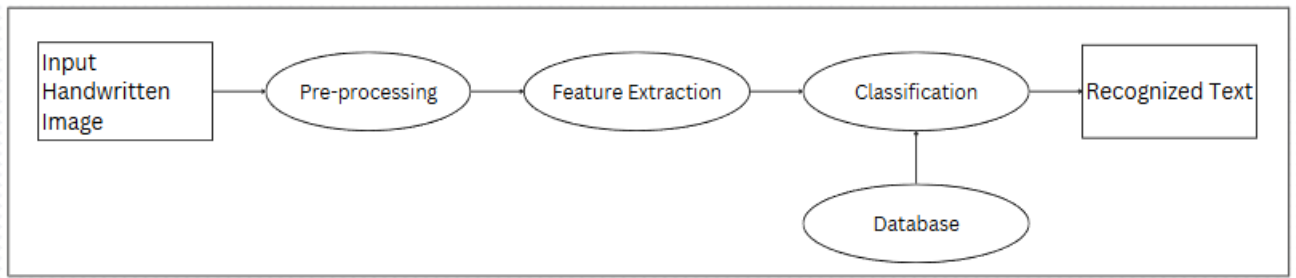 Input
Handwritten
Image
Pre-processing
Feature Extraction
Classification
Recognized Text
Database